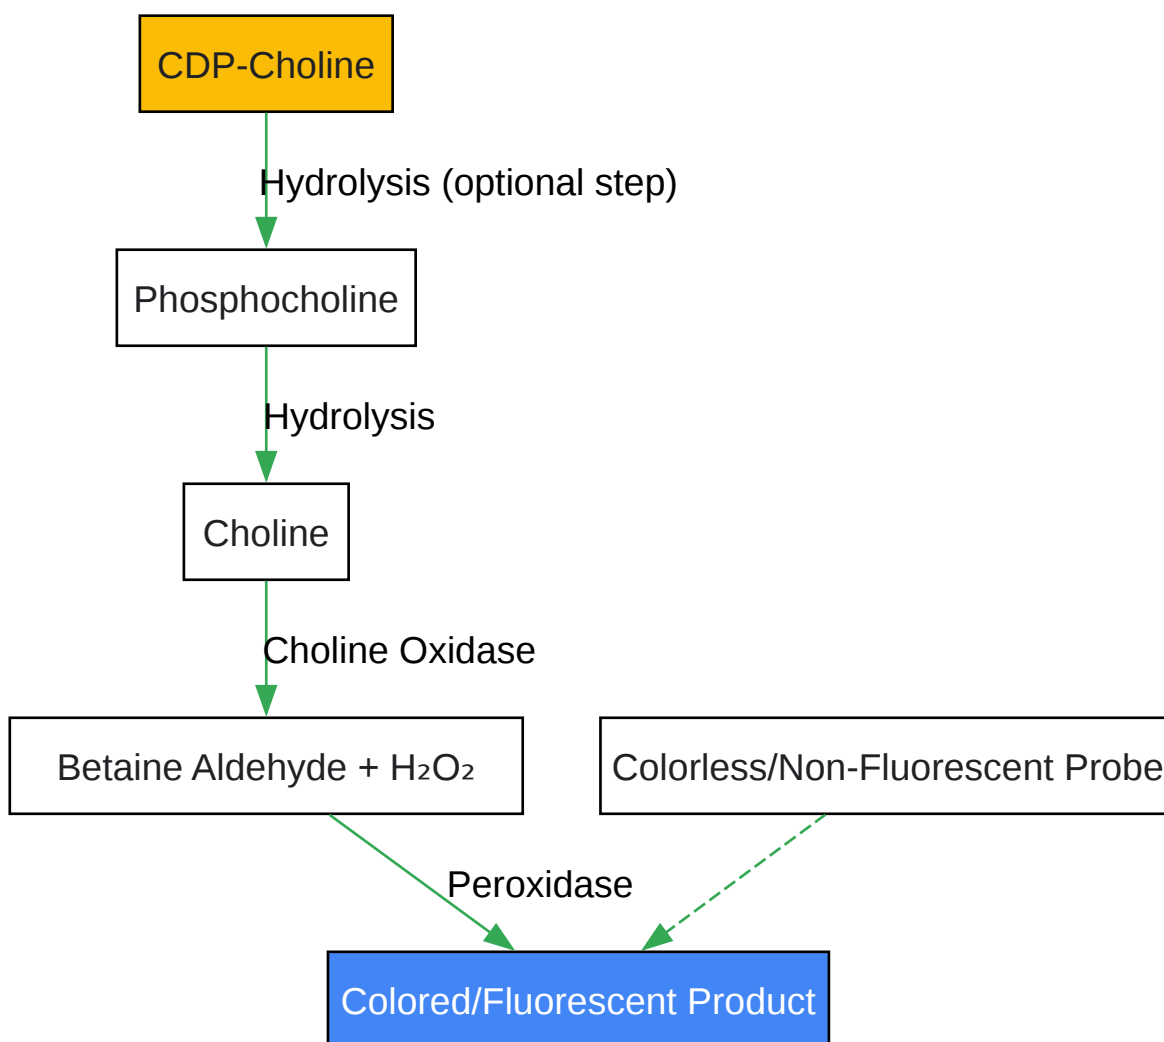 CDP-Choline
Hydrolysis (optional step)
Phosphocholine
Hydrolysis
Choline
Choline Oxidase
Betaine Aldehyde + H₂O₂
Colorless/Non-Fluorescent Probe
Peroxidase
Colored/Fluorescent Product